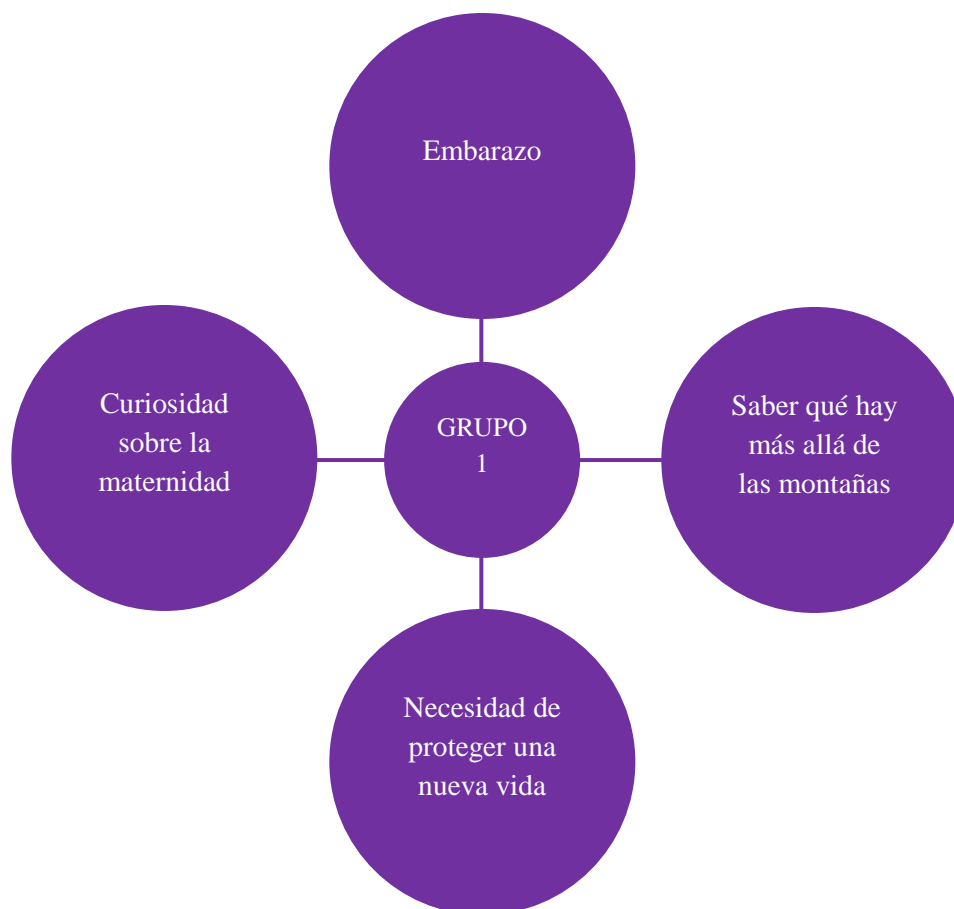 Embarazo
Curiosidad
sobre la
maternidad
GRUPO
1
Saber qué hay
más allá de
las montañas
Necesidad de
proteger una
nueva vida